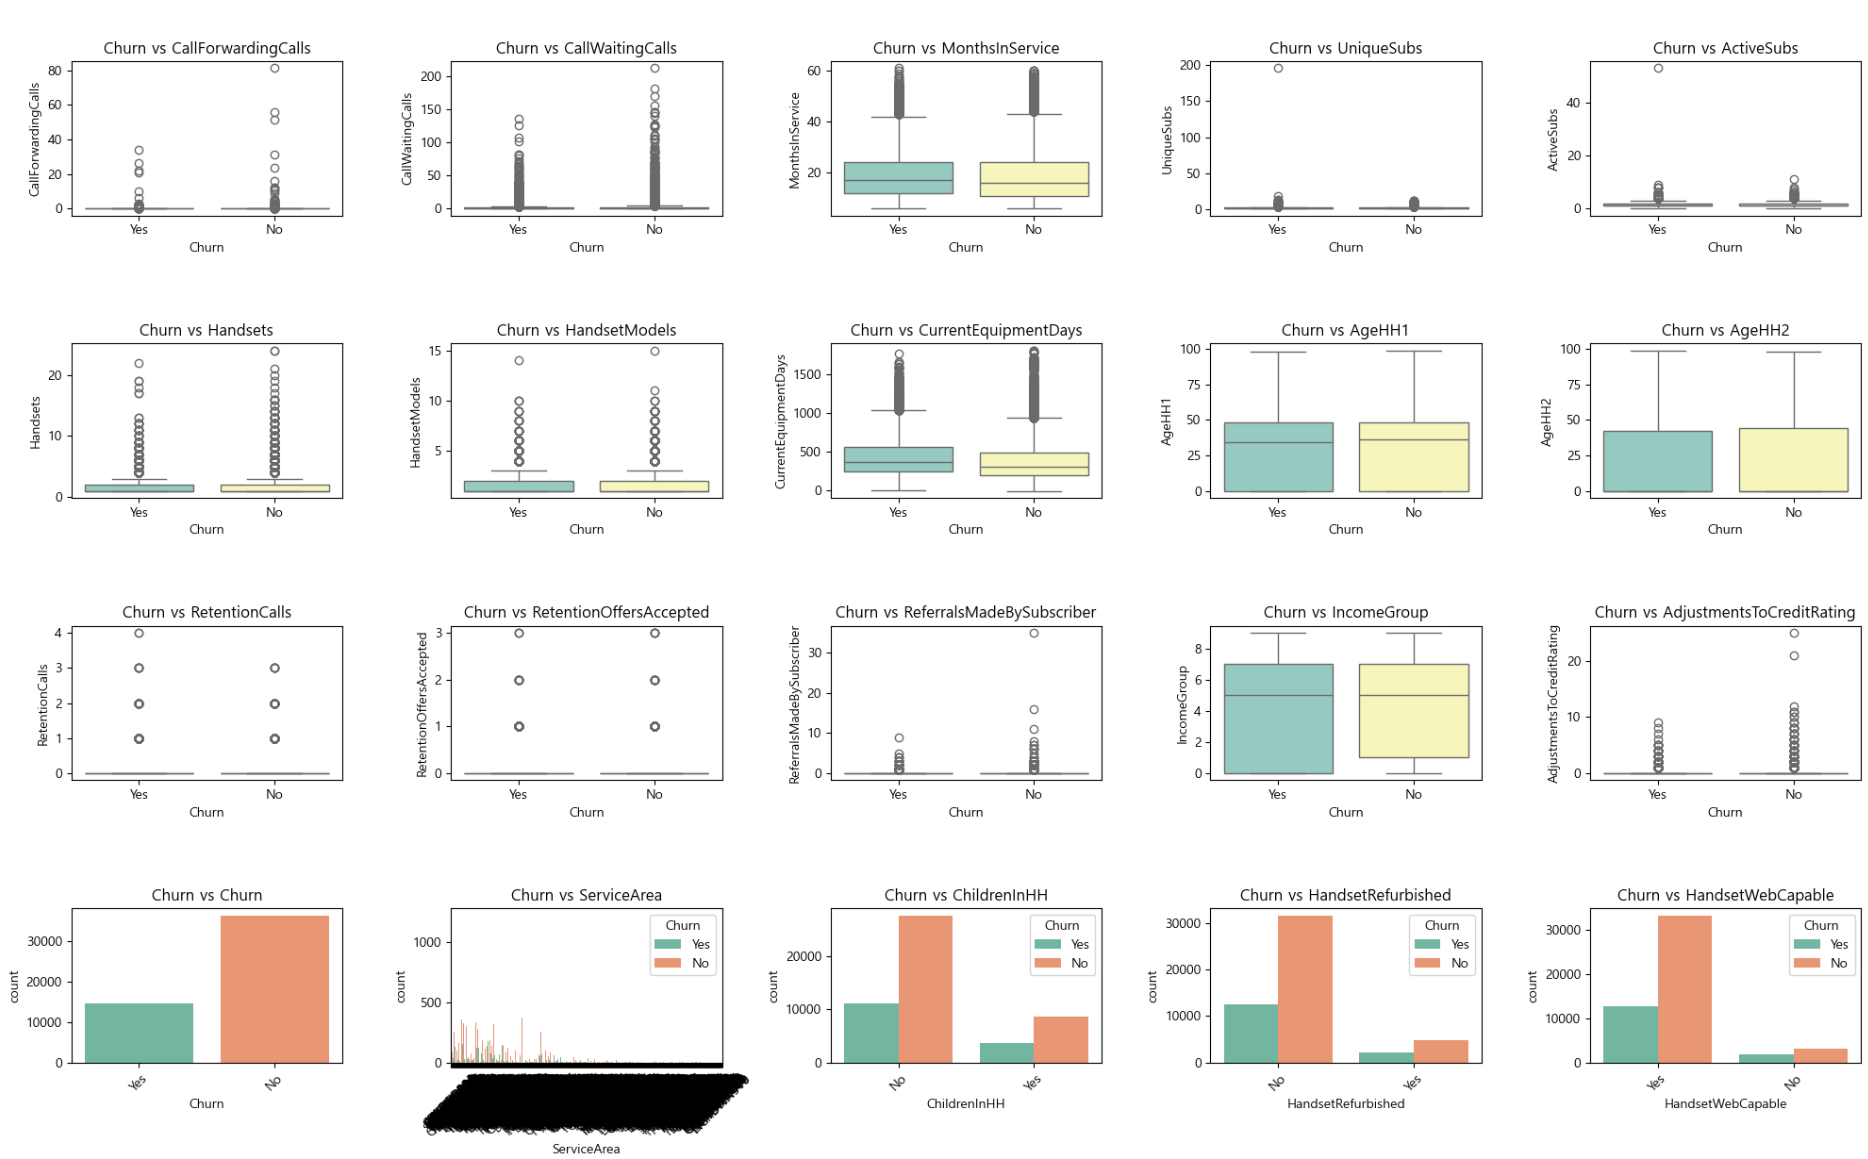 Churn vs CallForwardingCalls
80
60
40
20
0
CallForwardingCalls
Yes
No
Churn
Churn vs CallWaitingCalls
200
150
100
50
0
CallWaitingCalls
Yes
No
Churn
Churn vs MonthsInService
60
40
20
MonthsInService
Yes
No
Churn
Churn vs UniqueSubs
200
150
100
50
0
UniqueSubs
Yes
No
Churn
Churn vs ActiveSubs
40
20
0
ActiveSubs
Yes
No
Churn
Churn vs Handsets
20
10
0
Handsets
Yes
No
Churn
Churn vs HandsetModels
15
10
5
HandsetModels
Yes
No
Churn
Churn vs CurrentEquipmentDays
1500
1000
500
0
CurrentEquipmentDays
Yes
No
Churn
Churn vs AgeHH1
100
75
50
25
0
AgeHH1
Yes
No
Churn
Churn vs AgeHH2
100
75
50
25
0
AgeHH2
Yes
No
Churn
Churn vs RetentionCalls
4
3
2
1
0
RetentionCalls
Yes
No
Churn
Churn vs RetentionOffersAccepted
3
2
1
0
RetentionOffersAccepted
Yes
No
Churn
Churn vs ReferralsMadeBySubscriber
30
20
10
0
ReferralsMadeBySubscriber
Yes
No
Churn
Churn vs IncomeGroup
8
6
4
2
0
IncomeGroup
Yes
No
Churn
Churn vs AdjustmentsToCreditRating
20
10
0
AdjustmentsToCreditRating
Yes
No
Churn
Churn vs Churn
30000
20000
10000
0
count
Yes
No
Churn
Churn vs ServiceArea
1000
500
0
count
Churn
Yes
No
ServiceArea
Churn vs ChildrenInHH
20000
10000
0
count
Churn
Yes
No
No
Yes
ChildrenInHH
Churn vs HandsetRefurbished
30000
20000
10000
0
count
Churn
Yes
No
No
Yes
HandsetRefurbished
Churn vs HandsetWebCapable
30000
20000
10000
0
count
Churn
Yes
No
Yes
No
HandsetWebCapable